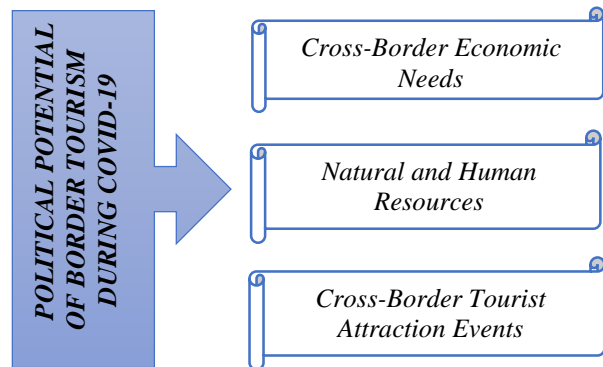 POLITICAL POTENTIAL
OF BORDER TOURISM
DURING COVID-19
Cross-Border Economic
Needs
Natural and Human
Resources
Cross-Border Tourist
Attraction Events